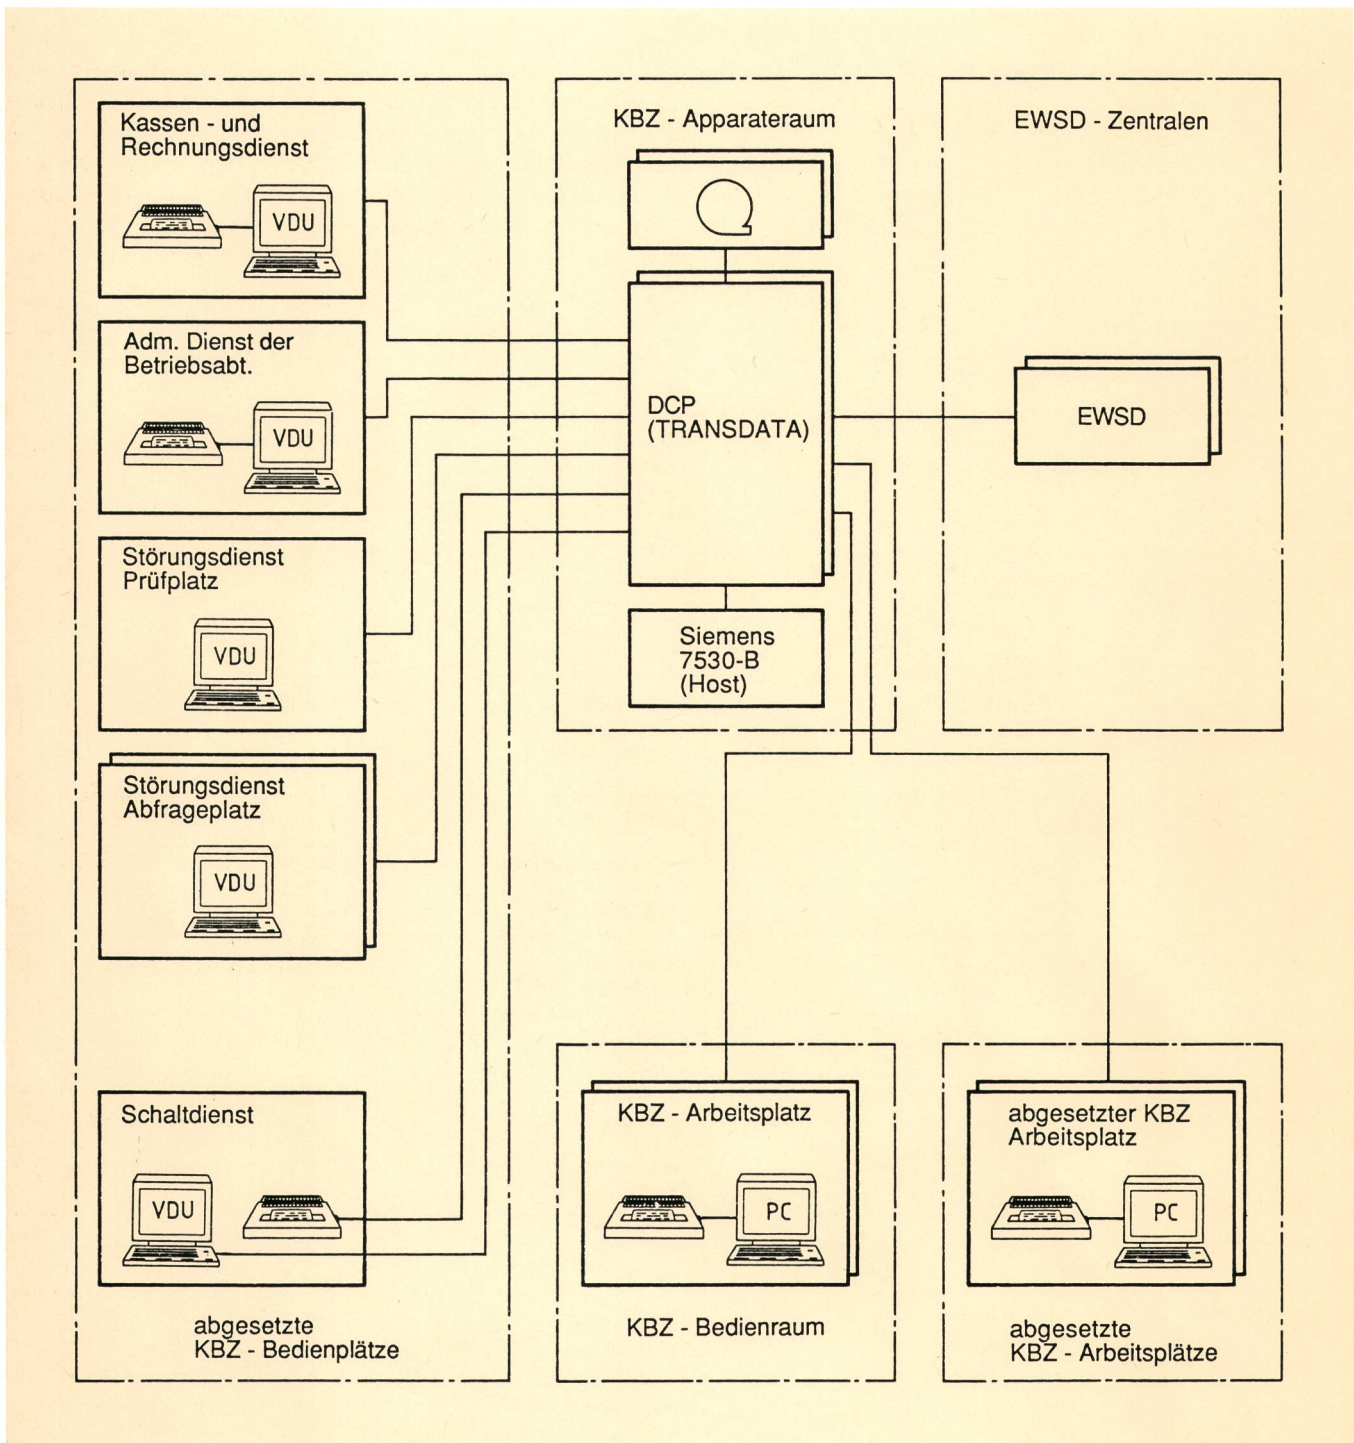 Kassen - und
Rechnungsdienst
VDU
Adm. Dienst der
Betriebsabt.
VDU
Störungsdienst
Prüfplatz
VDU
Störungsdienst
Abfrageplatz
VDU
Schaltdienst
VDU
abgesetzte
KBZ - Bedienplätze
KBZ - Apparateraum
DCP
(TRANSDATA)
Siemens
7530-B
(Host)
EWSD - Zentralen
EWSD
KBZ - Arbeitsplatz
PC
KBZ - Bedienraum
abgesetzter KBZ
Arbeitsplatz
PC
abgesetzte
KBZ - Arbeitsplätze